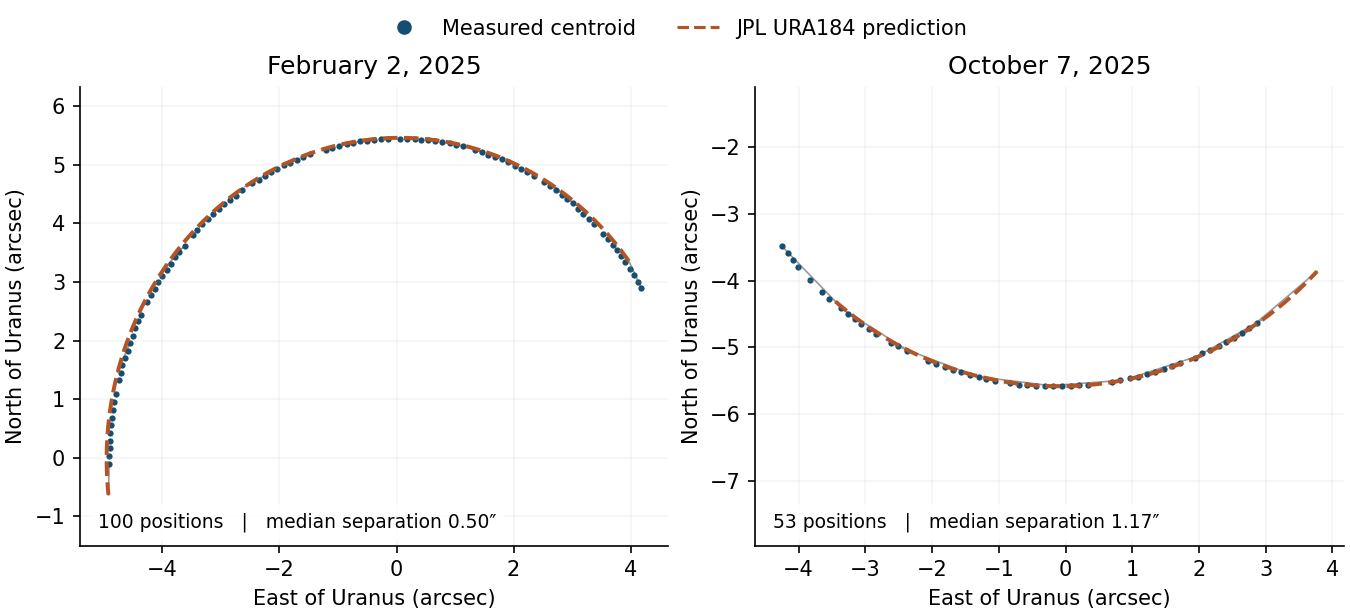 Measured centroid
JPL URA184 prediction
February 2, 2025
6
5
4
3
2
1
0
−1
North of Uranus (arcsec)
100 positions | median separation 0.50″
−4 −2 0 2 4
East of Uranus (arcsec)
October 7, 2025
−2
−3
−4
−5
−6
−7
North of Uranus (arcsec)
53 positions | median separation 1.17″
−4 −3 −2 −1 0 1 2 3 4
East of Uranus (arcsec)